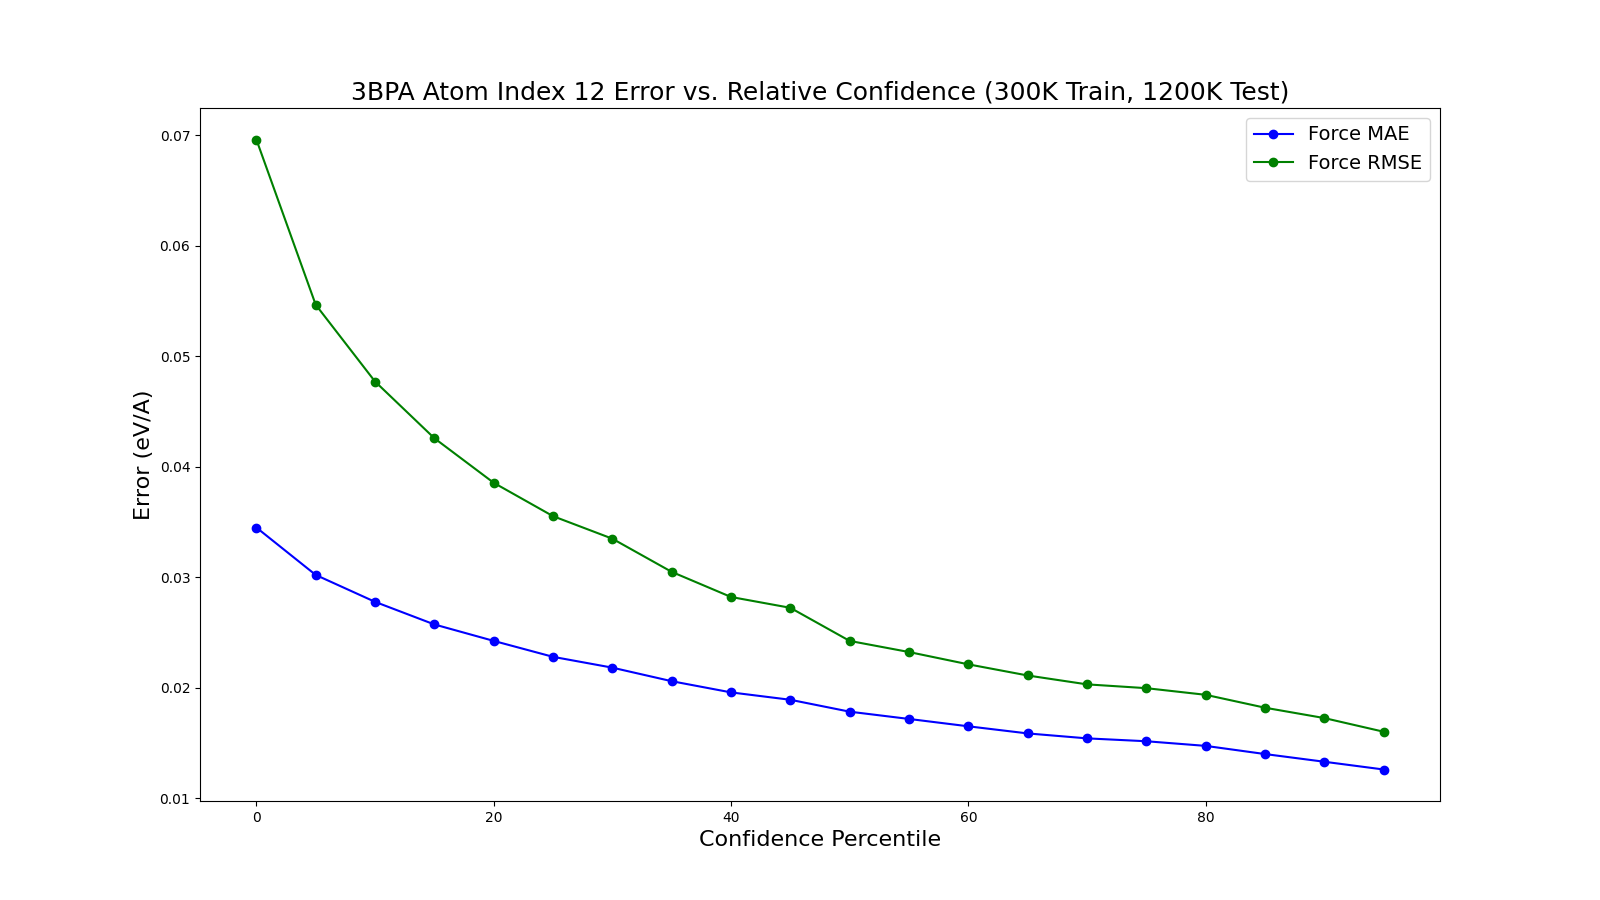 3BPA Atom Index 12 Error vs. Relative Confidence (300K Train, 1200K Test)
Force MAE
Force RMSE
0.07
0.06
0.05
0.04
0.03
0.02
0.01
Error (eV/A)
0 20 40 60 80
Confidence Percentile